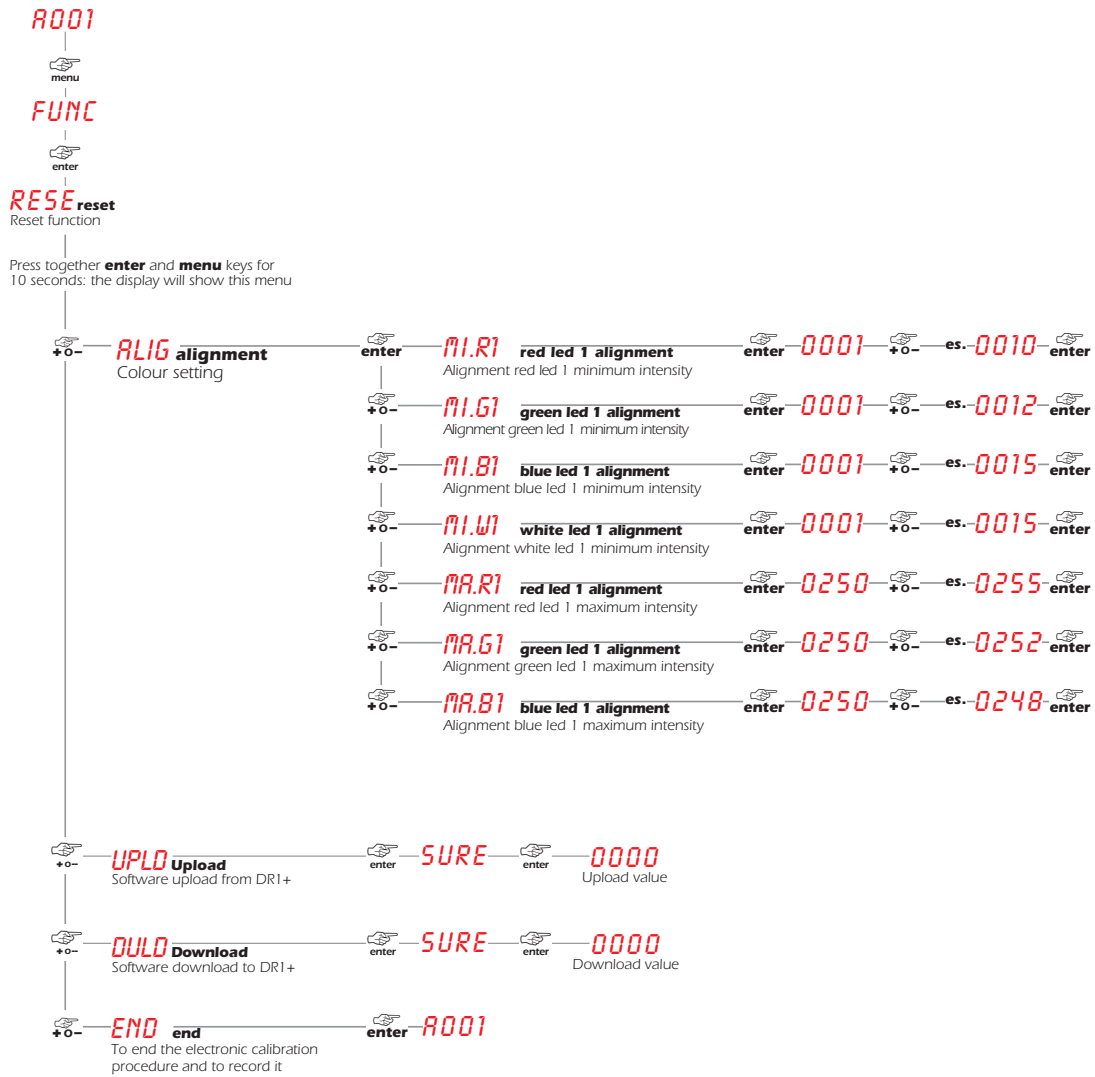 A001
menu
FUNC
enter
RESE reset
Reset function
Press together enter and menu keys for
10 seconds: the display will show this menu
+ o – ALIG alignment enter MI.R1 red led 1 alignment enter 0001 + o – es. 0010 enter
Colour setting
Alignment red led 1 minimum intensity
+ o – MI.G1 green led 1 alignment enter 0001 + o – es. 0012 enter
Alignment green led 1 minimum intensity
+ o – MI.B1 blue led 1 alignment enter 0001 + o – es. 0015 enter
Alignment blue led 1 minimum intensity
+ o – MI.W1 white led 1 alignment enter 0001 + o – es. 0015 enter
Alignment white led 1 minimum intensity
+ o – MA.R1 red led 1 alignment enter 0250 + o – es. 0255 enter
Alignment red led 1 maximum intensity
+ o – MA.G1 green led 1 alignment enter 0250 + o – es. 0252 enter
Alignment green led 1 maximum intensity
+ o – MA.B1 blue led 1 alignment enter 0250 + o – es. 0248 enter
Alignment blue led 1 maximum intensity
+ o – UPLD Upload enter SURE enter 0000
Software upload from DR1+
Upload value
+ o – DULD Download enter SURE enter 0000
Software download to DR1+
Download value
+ o – END end enter A001
To end the electronic calibration
procedure and to record it